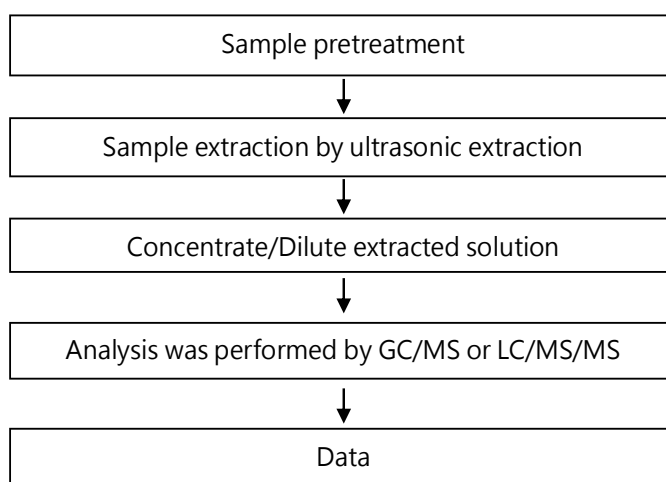 Sample pretreatment
Sample extraction by ultrasonic extraction
Concentrate/Dilute extracted solution
Analysis was performed by GC/MS or LC/MS/MS
Data